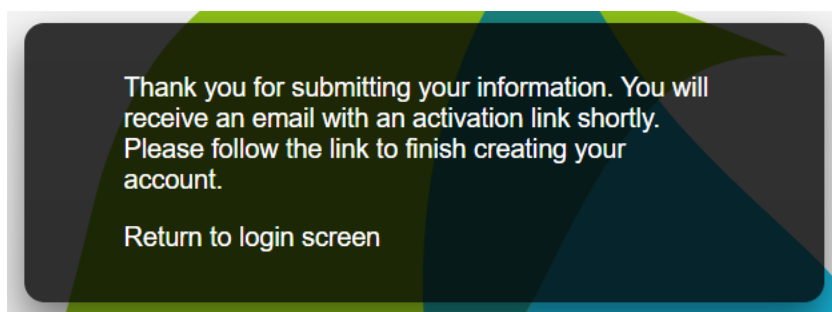 Thank you for submitting your information. You will
receive an email with an activation link shortly.
Please follow the link to finish creating your
account.
Return to login screen